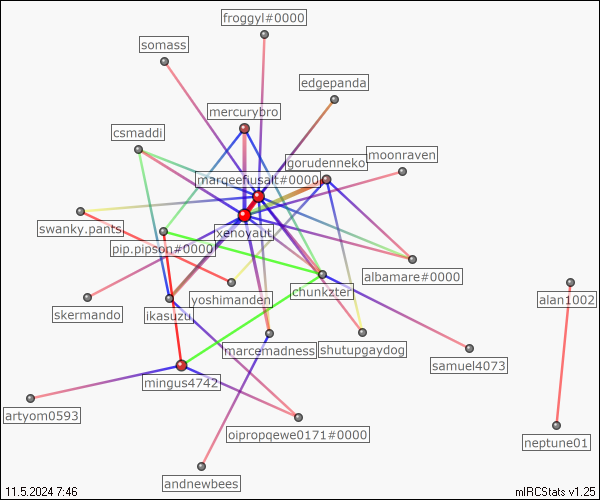 froggyl#0000
somass
edgepanda
mercurybro
csmaddi
gorudenneko
moonraven
marqeefiusalt#0000
swanky.pants
xenoyaut
pip.pipson#0000
albamare#0000
yoshimanden
chunkzter
alan1002
skermando
ikasuzu
marcemadness
shutupgaydog
samuel4073
mingus4742
artyom0593
oipropqewe0171#0000
neptune01
andnewbees
11.5.2024 7:46
mIRCStats v1.25